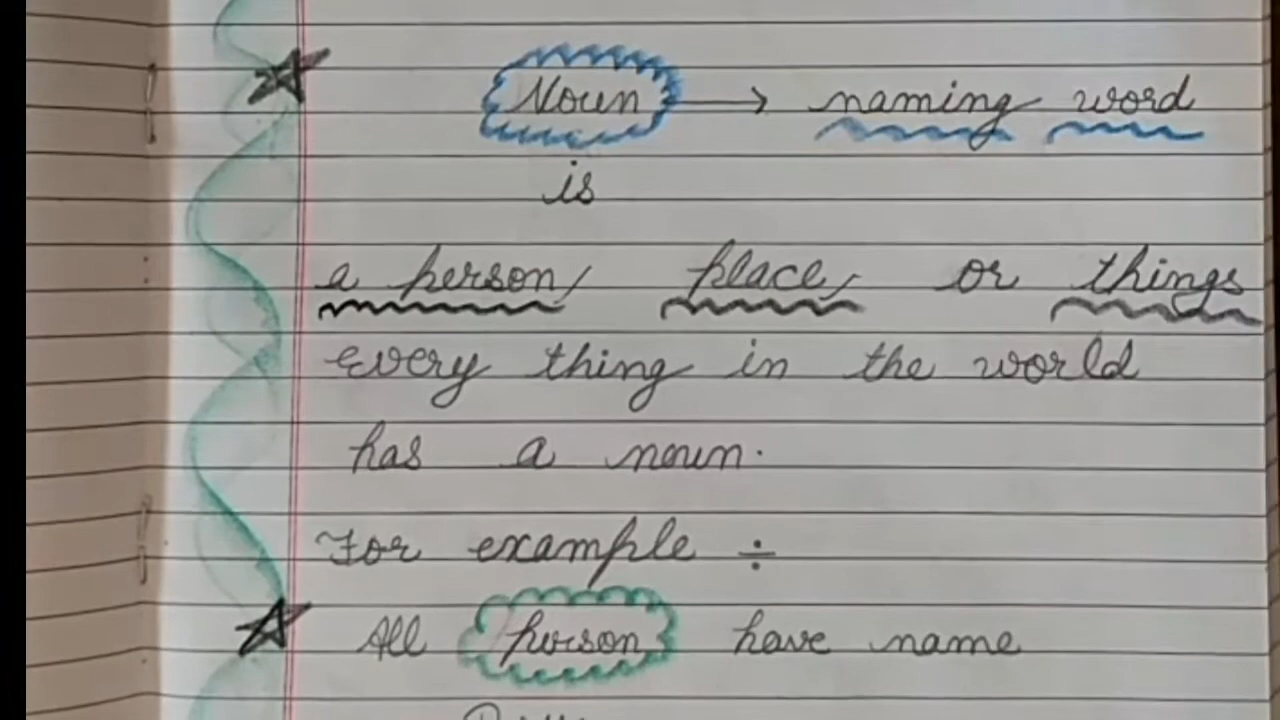 Noun → naming word
is
a person, place, or things
every thing in the world
has a noun.
For example ÷
All person have name